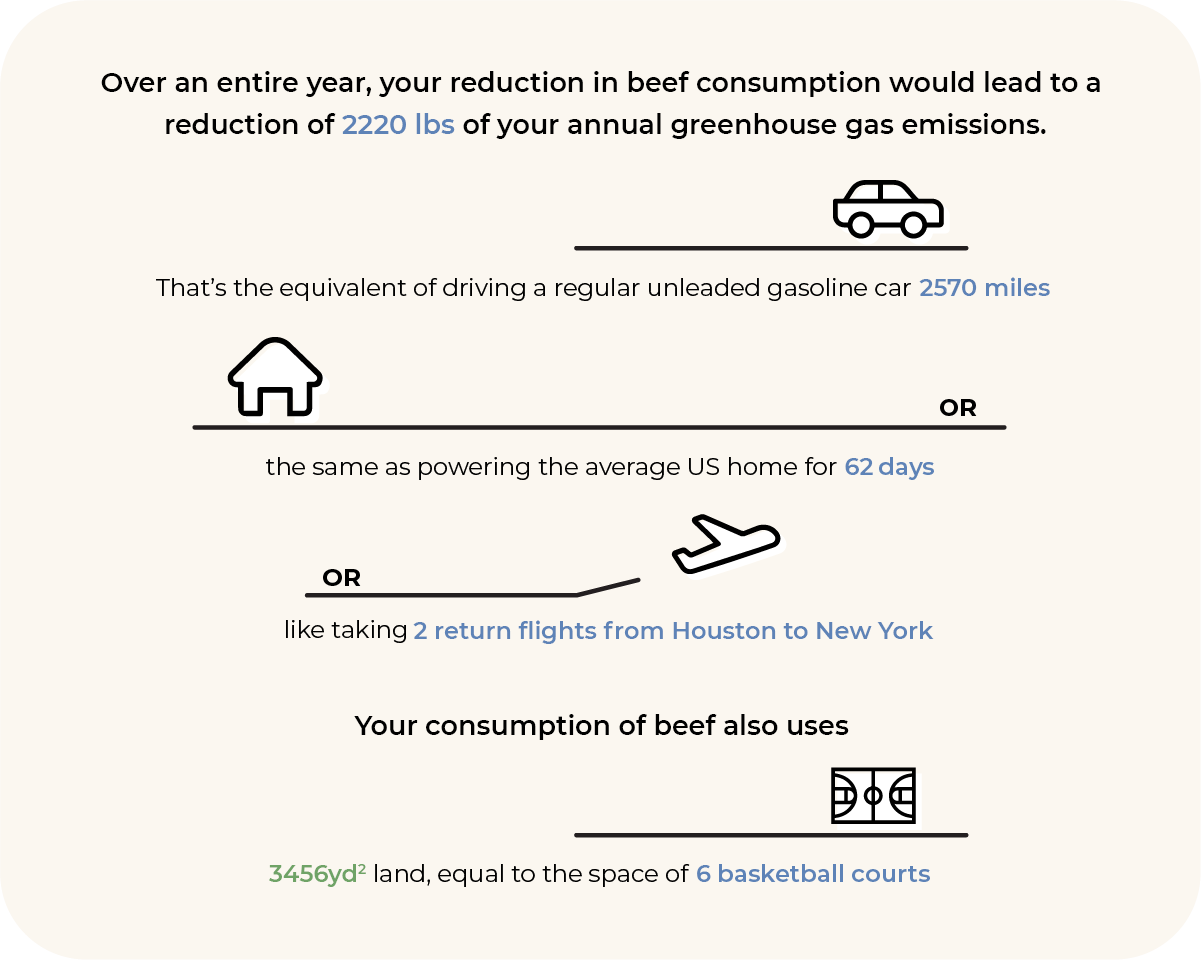 Over an entire year, your reduction in beef consumption would lead to a
reduction of 2220 lbs of your annual greenhouse gas emissions.
That’s the equivalent of driving a regular unleaded gasoline car 2570 miles
OR
the same as powering the average US home for 62 days
OR
like taking 2 return flights from Houston to New York
Your consumption of beef also uses
3456yd² land, equal to the space of 6 basketball courts